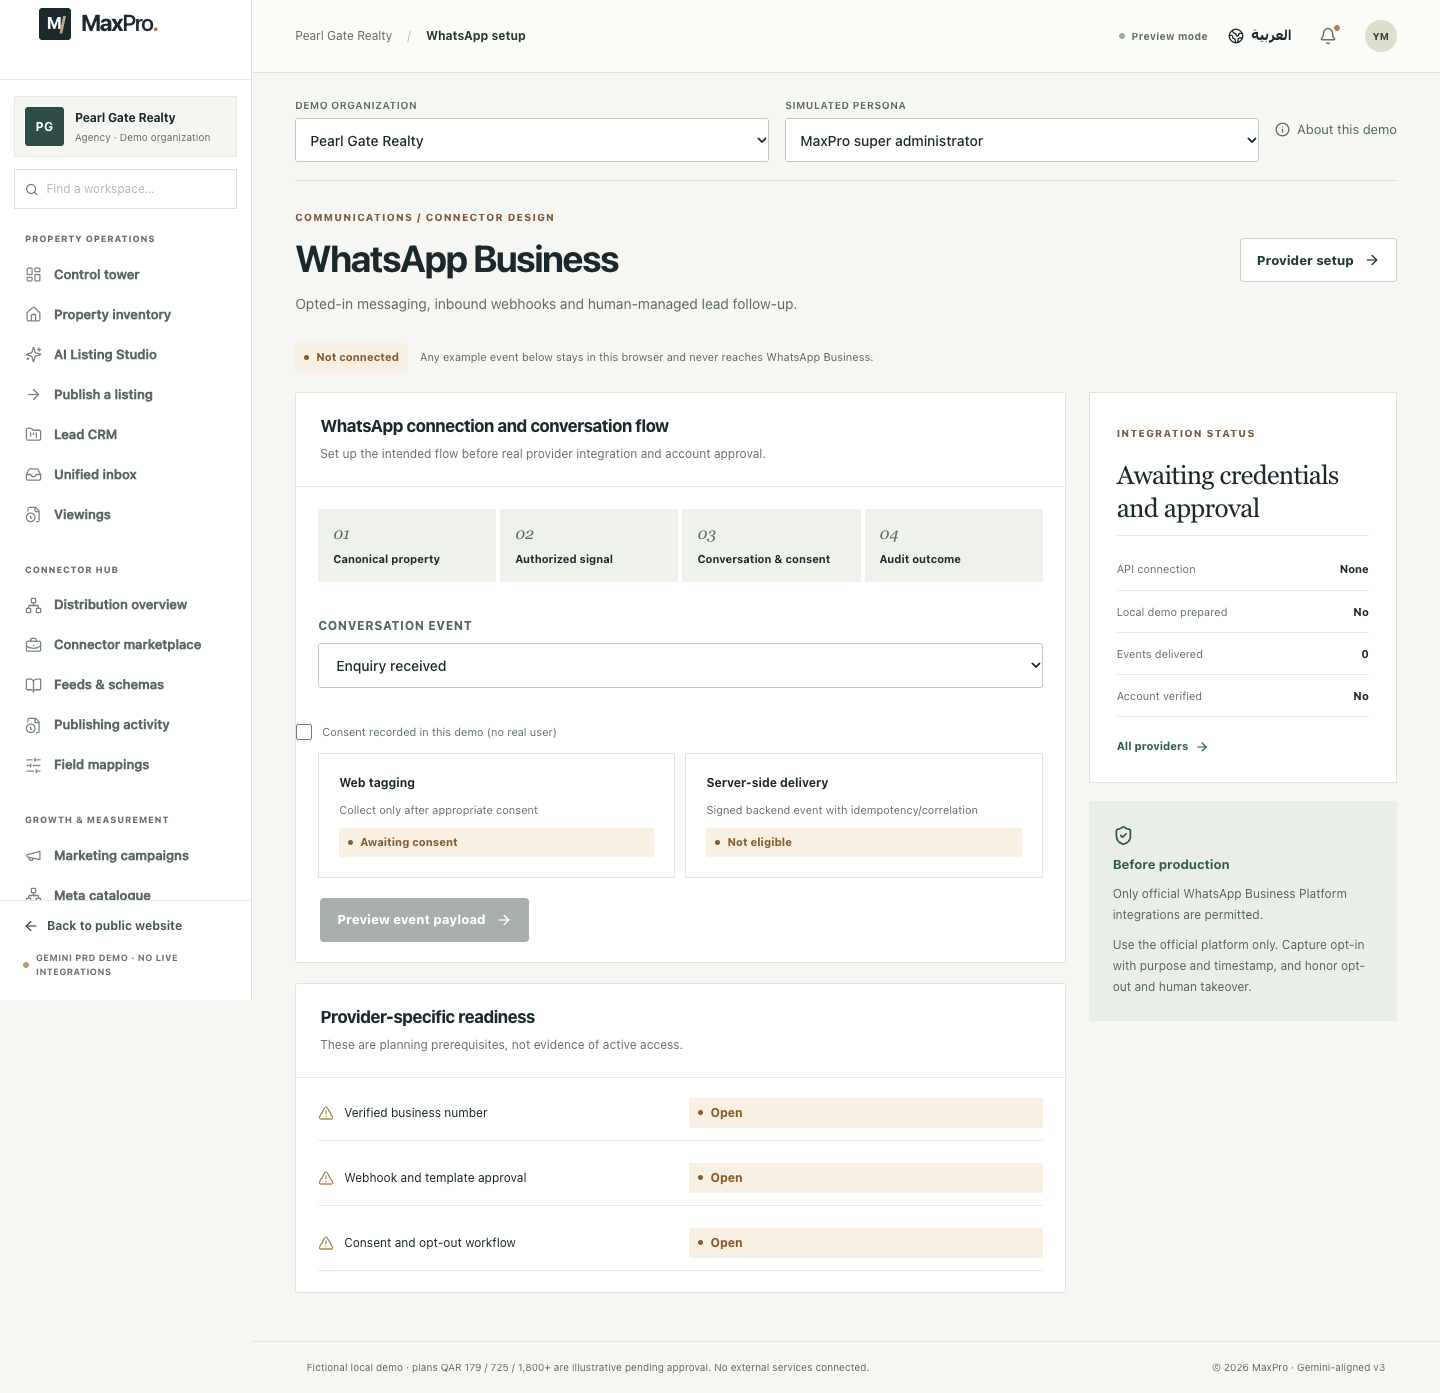 M/ MaxPro.
PG
Pearl Gate Realty
Agency · Demo organization
Find a workspace...
PROPERTY OPERATIONS
Control tower
Property inventory
AI Listing Studio
Publish a listing
Lead CRM
Unified inbox
Viewings
CONNECTOR HUB
Distribution overview
Connector marketplace
Feeds & schemas
Publishing activity
Field mappings
GROWTH & MEASUREMENT
Marketing campaigns
Meta catalogue
Back to public website
GEMINI PRD DEMO · NO LIVE
INTEGRATIONS
Pearl Gate Realty / WhatsApp setup
Preview mode
العربية
YM
DEMO ORGANIZATION
Pearl Gate Realty
SIMULATED PERSONA
MaxPro super administrator
About this demo
COMMUNICATIONS / CONNECTOR DESIGN
WhatsApp Business
Opted-in messaging, inbound webhooks and human-managed lead follow-up.
Provider setup
Not connected
Any example event below stays in this browser and never reaches WhatsApp Business.
WhatsApp connection and conversation flow
Set up the intended flow before real provider integration and account approval.
01
Canonical property
02
Authorized signal
03
Conversation & consent
04
Audit outcome
CONVERSATION EVENT
Enquiry received
Consent recorded in this demo (no real user)
Web tagging
Collect only after appropriate consent
Awaiting consent
Server-side delivery
Signed backend event with idempotency/correlation
Not eligible
Preview event payload
Provider-specific readiness
These are planning prerequisites, not evidence of active access.
Verified business number
Open
Webhook and template approval
Open
Consent and opt-out workflow
Open
INTEGRATION STATUS
Awaiting credentials
and approval
API connection None
Local demo prepared No
Events delivered 0
Account verified No
All providers
Before production
Only official WhatsApp Business Platform
integrations are permitted.
Use the official platform only. Capture opt-in
with purpose and timestamp, and honor opt-
out and human takeover.
Fictional local demo · plans QAR 179 / 725 / 1,800+ are illustrative pending approval. No external services connected.
© 2026 MaxPro · Gemini-aligned v3